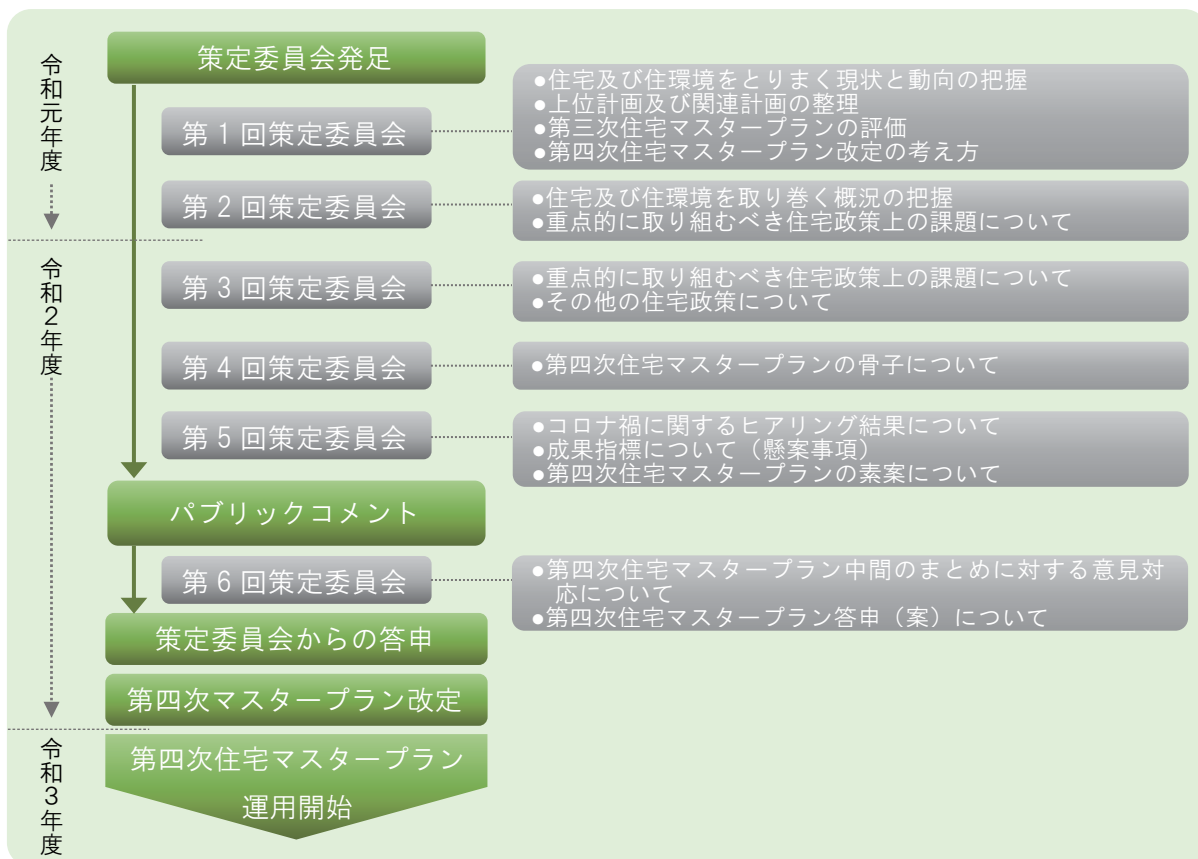 令和元年度
策定委員会発足
第1回策定委員会
●住宅及び住環境をとりまく現状と動向の把握
●上位計画及び関連計画の整理
●第三次住宅マスタープランの評価
●第四次住宅マスタープラン改定の考え方
第2回策定委員会
●住宅及び住環境を取り巻く概況の把握
●重点的に取り組むべき住宅政策上の課題について
令和2年度
第3回策定委員会
●重点的に取り組むべき住宅政策上の課題について
●その他の住宅政策について
第4回策定委員会
●第四次住宅マスタープランの骨子について
第5回策定委員会
●コロナ禍に関するヒアリング結果について
●成果指標について（懸案事項）
●第四次住宅マスタープランの素案について
パブリックコメント
第6回策定委員会
●第四次住宅マスタープラン中間のまとめに対する意見対
応について
●第四次住宅マスタープラン答申（案）について
策定委員会からの答申
第四次マスタープラン改定
令和3年度
第四次住宅マスタープラン
運用開始